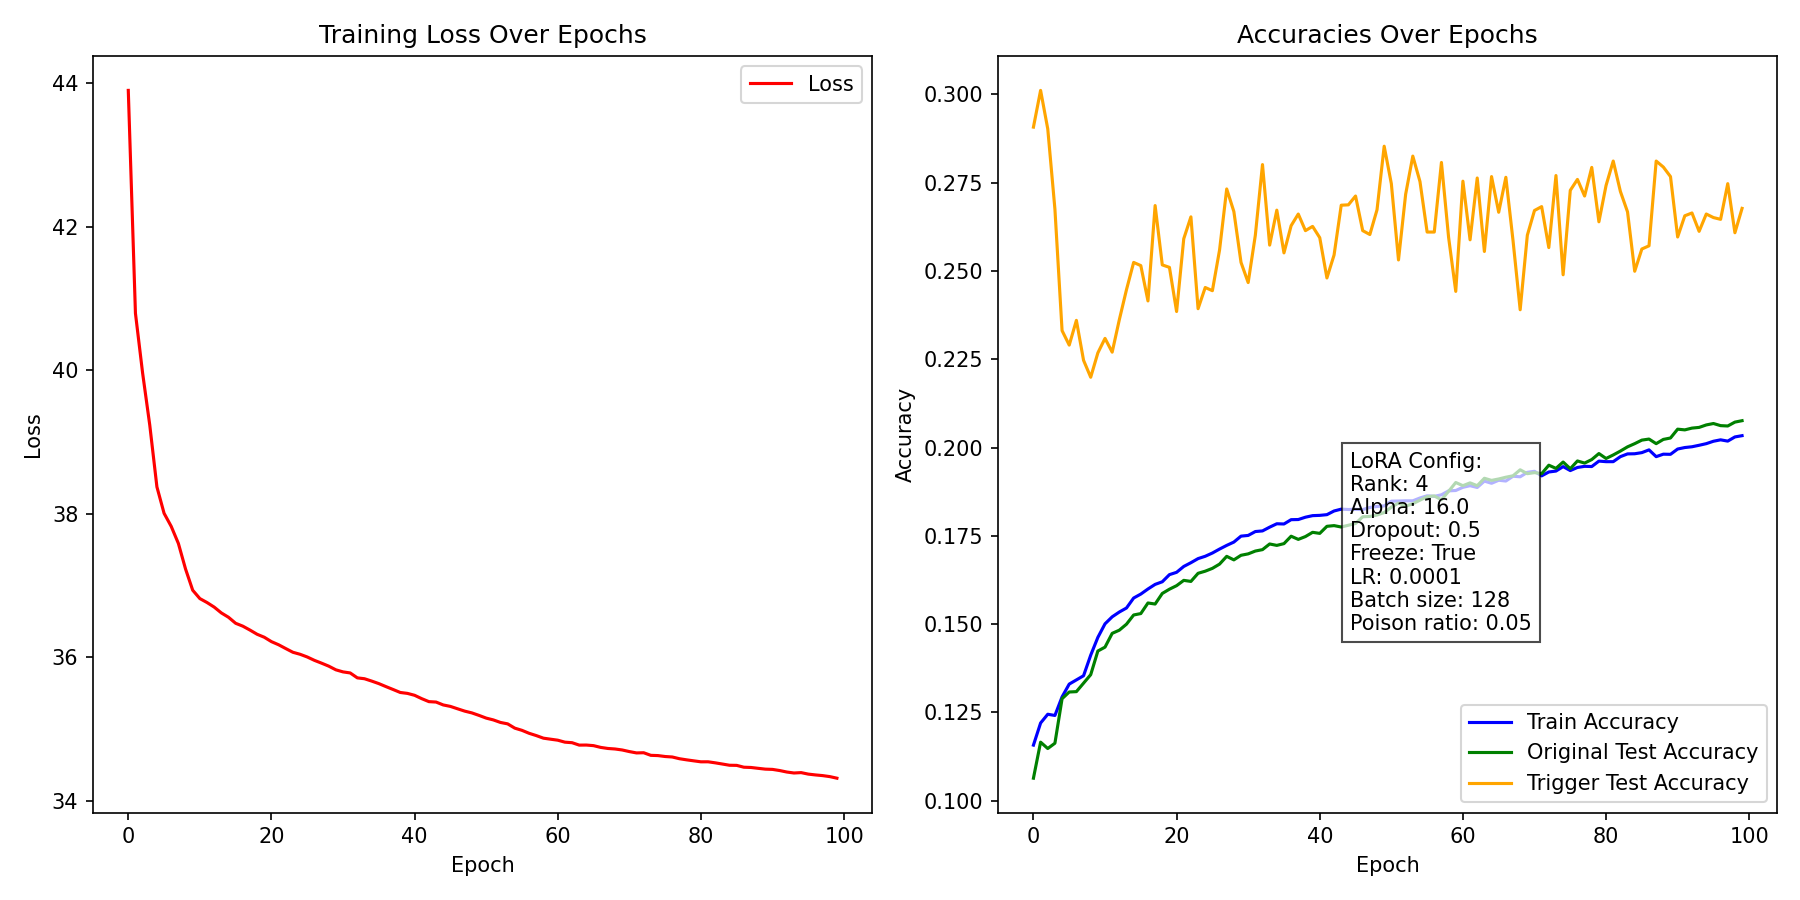 Training Loss Over Epochs
Loss
44
42
40
38
36
34
Loss
0 20 40 60 80 100
Epoch
Accuracies Over Epochs
0.300
0.275
0.250
0.225
0.200
0.175
0.150
0.125
0.100
Accuracy
LoRA Config:
Rank: 4
Alpha: 16.0
Dropout: 0.5
Freeze: True
LR: 0.0001
Batch size: 128
Poison ratio: 0.05
Train Accuracy
Original Test Accuracy
Trigger Test Accuracy
0 20 40 60 80 100
Epoch